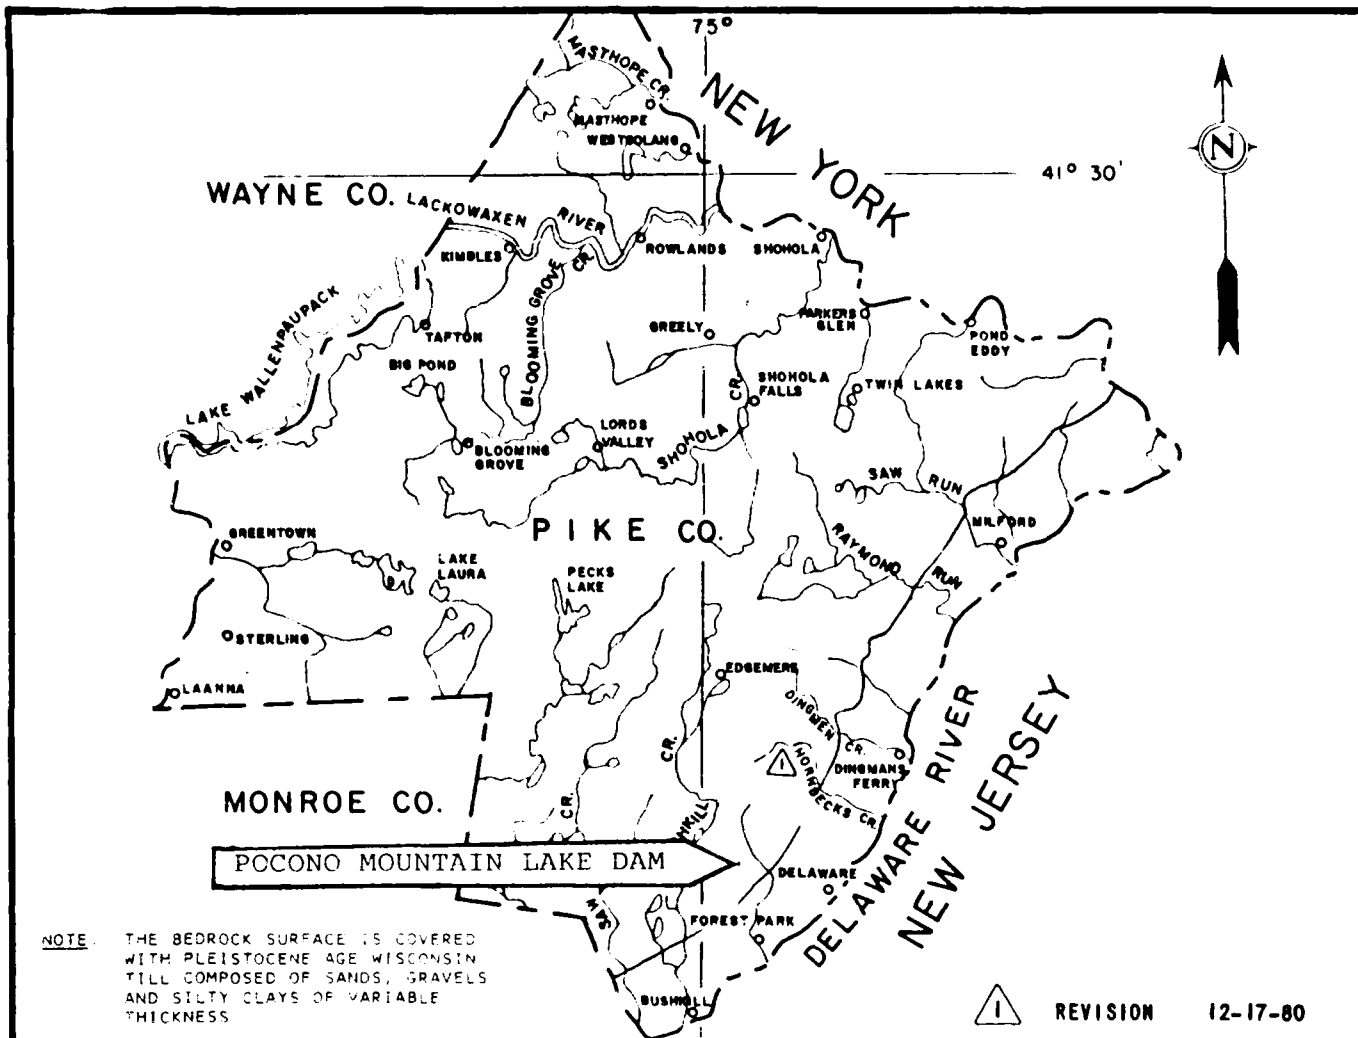 75°
MASTHOPE CR.
NEW YORK
MASTHOPE
WESTCOLANG
N
41° 30'
WAYNE CO.
LACKOWAXEN RIVER
KIMBLES
ROWLANDS
SHOHOLA
BLOOMING GROVE CR.
LAKE WALLENPAUPACK
TAFTON
GREELY
PARKERS
GLEN
POND
EDDY
BIG POND
SHOHOLA
FALLS
TWIN LAKES
LORDS
VALLEY
SHOHOLA CR.
BLOOMING
GROVE
SAW RUN
MILFORD
PIKE CO.
GREENTOWN
RAYMOND RUN
LAKE
LAURA
PECKS
LAKE
STERLING
EDGEMERE
LAANNA
DINGMEN CR.
DINGMANS
FERRY
HORNBECKS CR.
1
DELAWARE RIVER
NEW JERSEY
MONROE CO.
CR.
CR.
HKILL
POCONO MOUNTAIN LAKE DAM
DELAWARE
SAW
FOREST PARK
BUSHKILL
NOTE: THE BEDROCK SURFACE IS COVERED
WITH PLEISTOCENE AGE WISCONSIN
TILL COMPOSED OF SANDS, GRAVELS
AND SILTY CLAYS OF VARIABLE
THICKNESS
1 REVISION 12-17-80